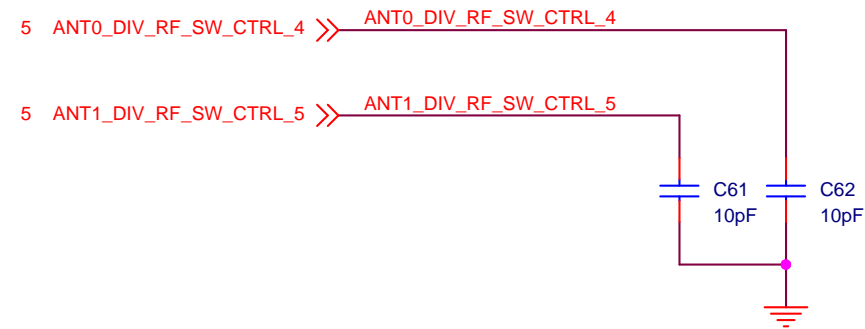 5 ANT0_DIV_RF_SW_CTRL_4 ANT0_DIV_RF_SW_CTRL_4
5 ANT1_DIV_RF_SW_CTRL_5 ANT1_DIV_RF_SW_CTRL_5
C61 C62
10pF 10pF